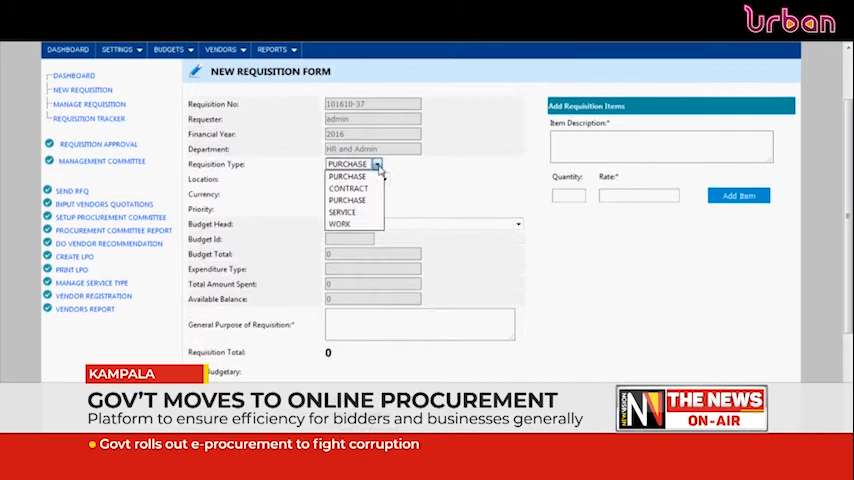 Urban
DASHBOARD SETTINGS BUDGETS VENDORS REPORTS
DASHBOARD
NEW REQUISITION
MANAGE REQUISITION
REQUISITION TRACKER
REQUISITION APPROVAL
MANAGEMENT COMMITTEE
SEND RFQ
INPUT VENDORS QUOTATIONS
SETUP PROCUREMENT COMMITTEE
PROCUREMENT COMMITTEE REPORT
DO VENDOR RECOMMENDATION
CREATE LPO
PRINT LPO
MANAGE SERVICE TYPE
VENDOR REGISTRATION
VENDORS REPORT
NEW REQUISITION FORM
Requisition No: 101610-37
Requester: admin
Financial Year: 2016
Department: HR and Admin
Requisition Type: PURCHASE
PURCHASE
CONTRACT
PURCHASE
SERVICE
WORK
Location:
Currency:
Priority:
Budget Head:
Budget Id:
Budget Total: 0
Expenditure Type:
Total Amount Spent: 0
Available Balance: 0
General Purpose of Requisition:*
Requisition Total: 0
udgetary:
Add Requisition Items
Item Description:*
Quantity: Rate:*
Add Item
KAMPALA
GOV'T MOVES TO ONLINE PROCUREMENT
Platform to ensure efficiency for bidders and businesses generally
NEW VISION
N
THE NEWS
ON-AIR
Govt rolls out e-procurement to fight corruption